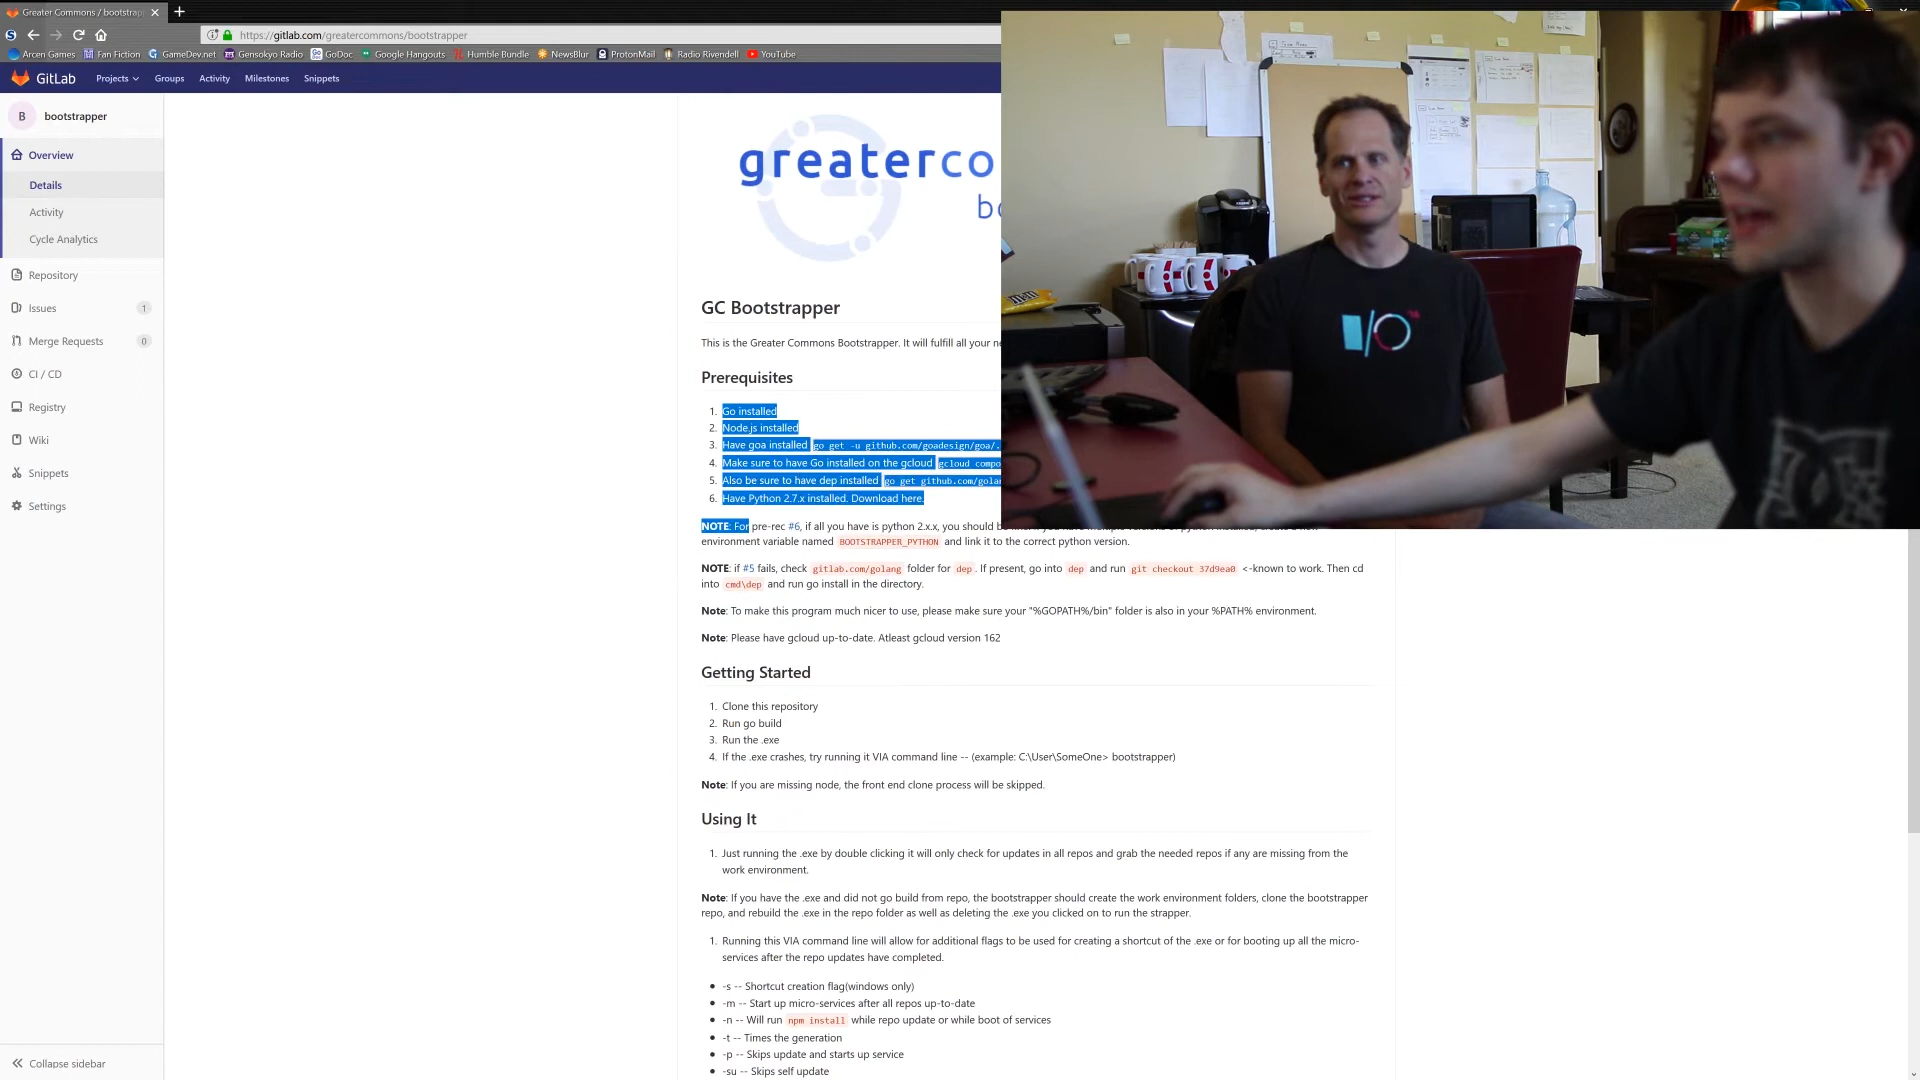 Greater Commons / bootstrap
https://gitlab.com/greatercommons/bootstrapper
Arcen Games Fan Fiction GameDev.net Gensokyo Radio GoDoc Google Hangouts Humble Bundle NewsBlur ProtonMail Radio Rivendell YouTube
GitLab Projects Groups Activity Milestones Snippets
B bootstrapper
Overview
Details
Activity
Cycle Analytics
Repository
Issues 1
Merge Requests 0
CI / CD
Registry
Wiki
Snippets
Settings
Collapse sidebar
greaterco
bo
GC Bootstrapper
This is the Greater Commons Bootstrapper. It will fulfill all your ne
Prerequisites
1. Go installed
2. Node.js installed
3. Have goa installed go get -u github.com/goadesign/goa/.
4. Make sure to have Go installed on the gcloud gcloud compo
5. Also be sure to have dep installed go get github.com/gola
6. Have Python 2.7.x installed. Download here.
NOTE: For pre-rec #6, if all you have is python 2.x.x, you should
environment variable named BOOTSTRAPPER_PYTHON and link it to the correct python version.
NOTE: if #5 fails, check gitlab.com/golang folder for dep. If present, go into dep and run git checkout 37d9ea0 <-known to work. Then cd
into cmd\dep and run go install in the directory.
Note: To make this program much nicer to use, please make sure your "%GOPATH%/bin" folder is also in your %PATH% environment.
Note: Please have gcloud up-to-date. Atleast gcloud version 162
Getting Started
1. Clone this repository
2. Run go build
3. Run the .exe
4. If the .exe crashes, try running it VIA command line -- (example: C:\User\SomeOne> bootstrapper)
Note: If you are missing node, the front end clone process will be skipped.
Using It
1. Just running the .exe by double clicking it will only check for updates in all repos and grab the needed repos if any are missing from the
work environment.
Note: If you have the .exe and did not go build from repo, the bootstrapper should create the work environment folders, clone the bootstrapper
repo, and rebuild the .exe in the repo folder as well as deleting the .exe you clicked on to run the strapper.
1. Running this VIA command line will allow for additional flags to be used for creating a shortcut of the .exe or for booting up all the micro-
services after the repo updates have completed.
• -s -- Shortcut creation flag(windows only)
• -m -- Start up micro-services after all repos up-to-date
• -n -- Will run npm install while repo update or while boot of services
• -t -- Times the generation
• -p -- Skips update and starts up service
• -su -- Skips self update
I/O